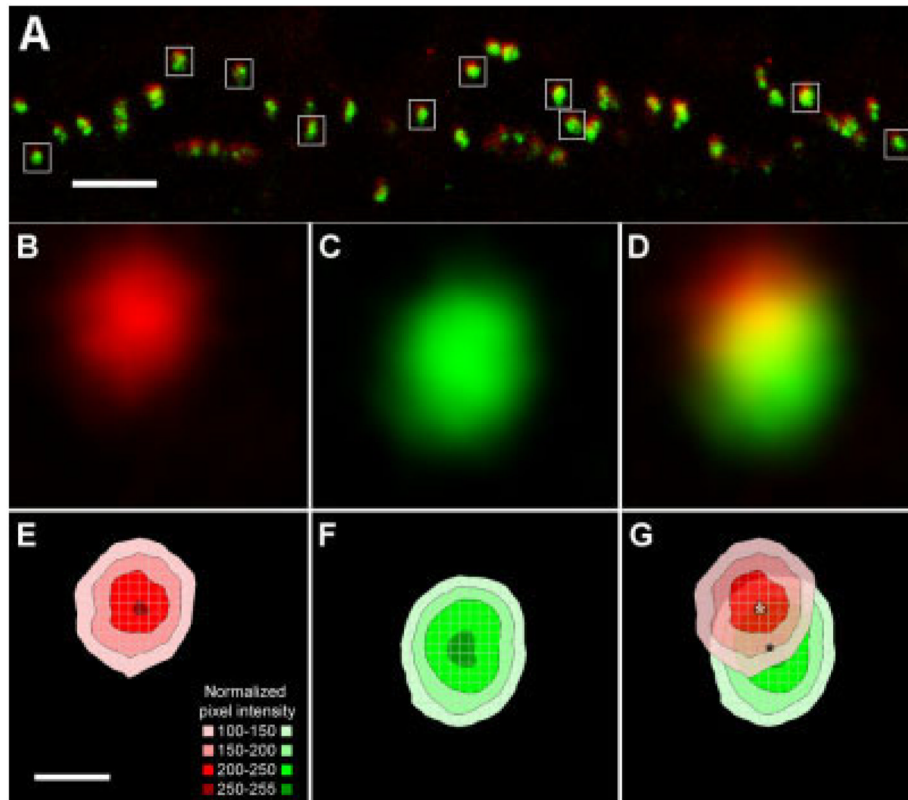 A
B
C
D
E
F
G
Normalized
pixel intensity
100-150
150-200
200-250
250-255
*
*